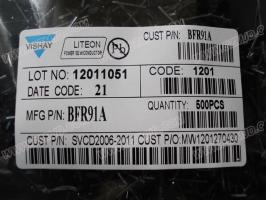 VISHAY
LITEON
POWER SEMICONDUCTOR
Pb
CUST P/N: BFR91A
LOT NO: 12011051
CODE: 1201
DATE CODE: 21
MFG P/N: BFR91A
QUANTITY: 500PCS
CUST P/N: SVCD2006-2011 CUST P/O:MW1201270430